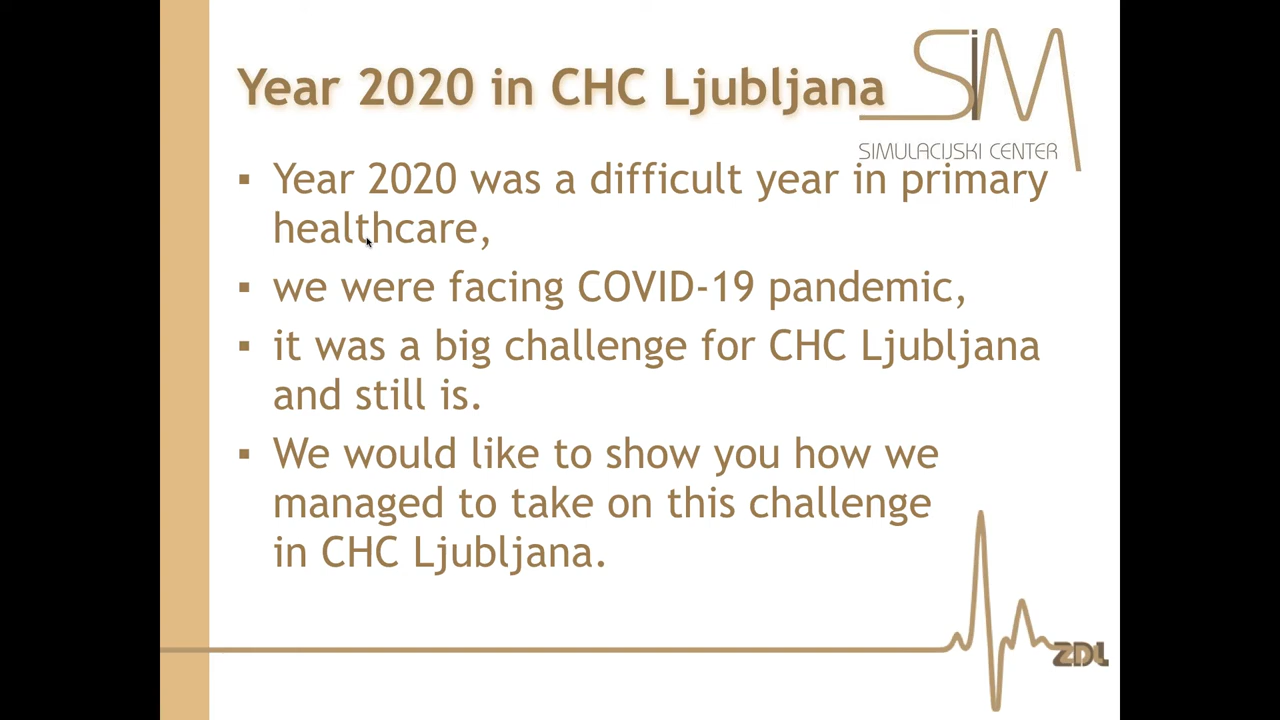 Year 2020 in CHC Ljubljana
SiM
SIMULACIJSKI CENTER
▪ Year 2020 was a difficult year in primary
healthcare,
▪ we were facing COVID-19 pandemic,
▪ it was a big challenge for CHC Ljubljana
and still is.
▪ We would like to show you how we
managed to take on this challenge
in CHC Ljubljana.
ZDL